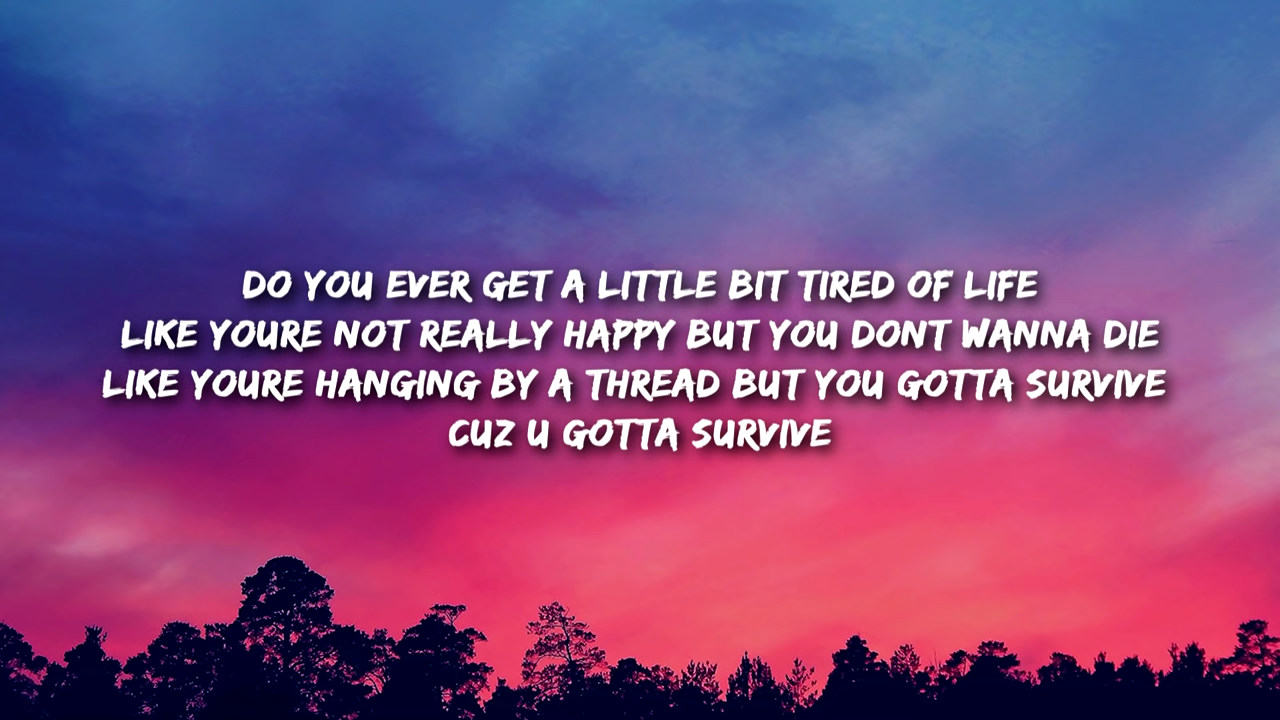 DO YOU EVER GET A LITTLE BIT TIRED OF LIFE
LIKE YOURE NOT REALLY HAPPY BUT YOU DONT WANNA DIE
LIKE YOURE HANGING BY A THREAD BUT YOU GOTTA SURVIVE
CUZ U GOTTA SURVIVE